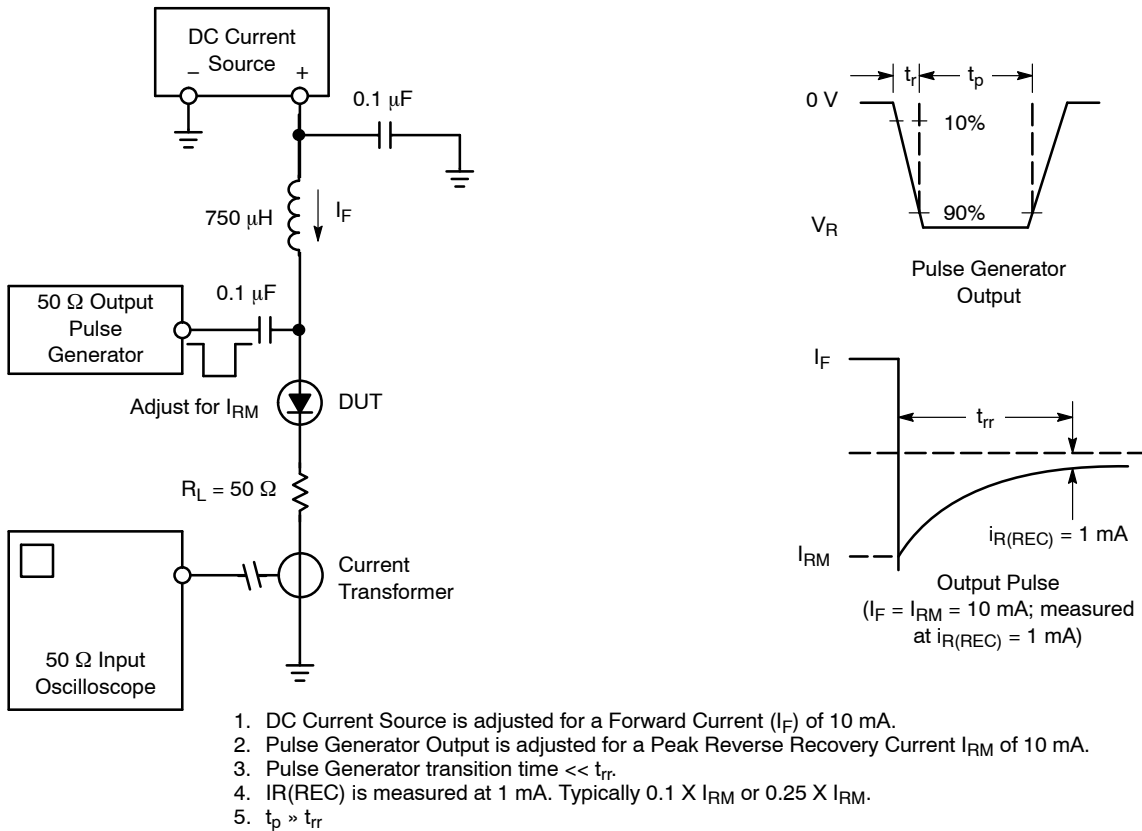 DC Current
Source
− +
0.1 μF
750 μH
I_F
50 Ω Output
Pulse
Generator
0.1 μF
Adjust for I_RM
DUT
R_L = 50 Ω
Current
Transformer
50 Ω Input
Oscilloscope
t_r t_p
0 V
10%
90%
V_R
Pulse Generator
Output
I_F
t_rr
i_R(REC) = 1 mA
I_RM
Output Pulse
(I_F = I_RM = 10 mA; measured
at i_R(REC) = 1 mA)
1. DC Current Source is adjusted for a Forward Current (I_F) of 10 mA.
2. Pulse Generator Output is adjusted for a Peak Reverse Recovery Current I_RM of 10 mA.
3. Pulse Generator transition time << t_rr.
4. IR(REC) is measured at 1 mA. Typically 0.1 X I_RM or 0.25 X I_RM.
5. t_p » t_rr